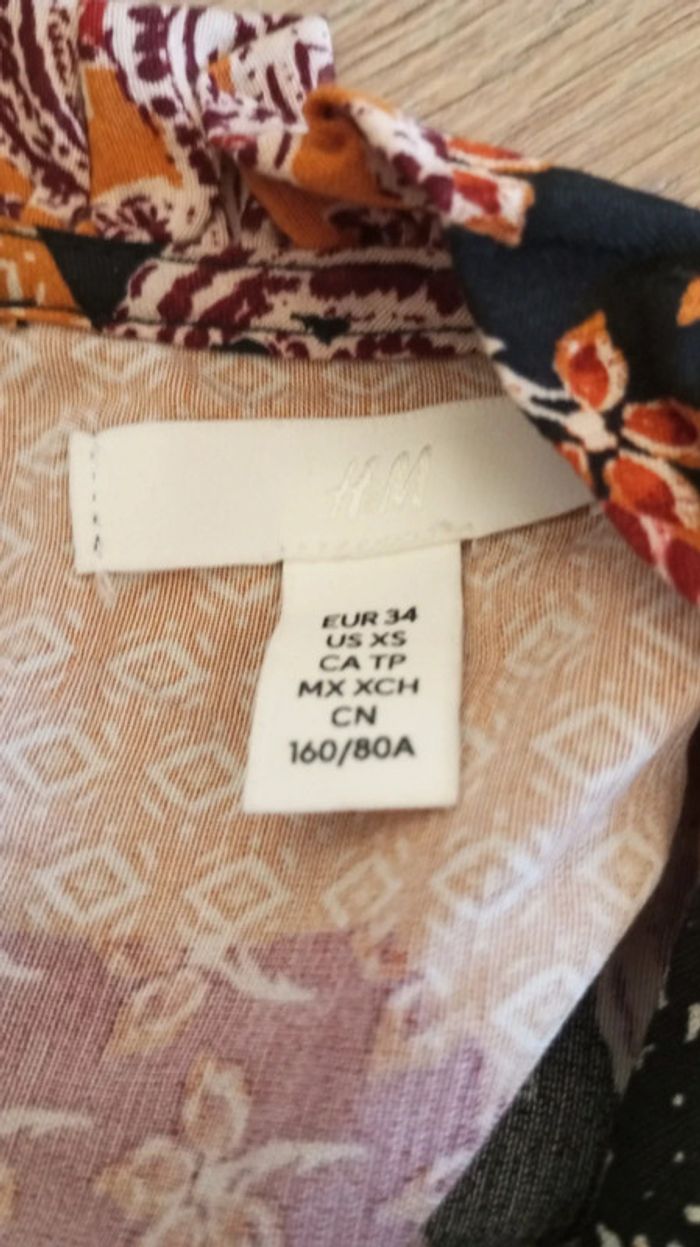 H&M
EUR 34
US XS
CA TP
MX XCH
CN
160/80A